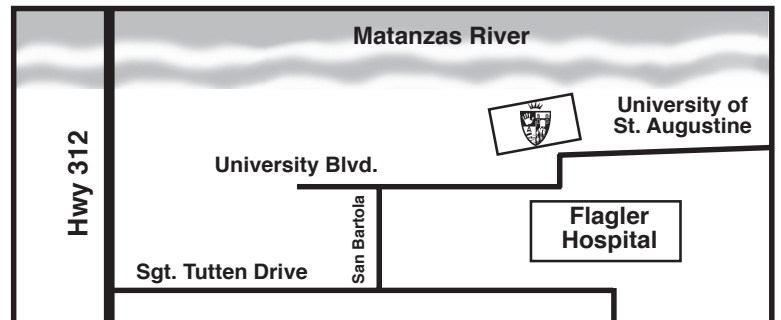 Matanzas River
University of
St. Augustine
University Blvd.
Hwy 312
San Bartola
Flagler
Hospital
Sgt. Tutten Drive